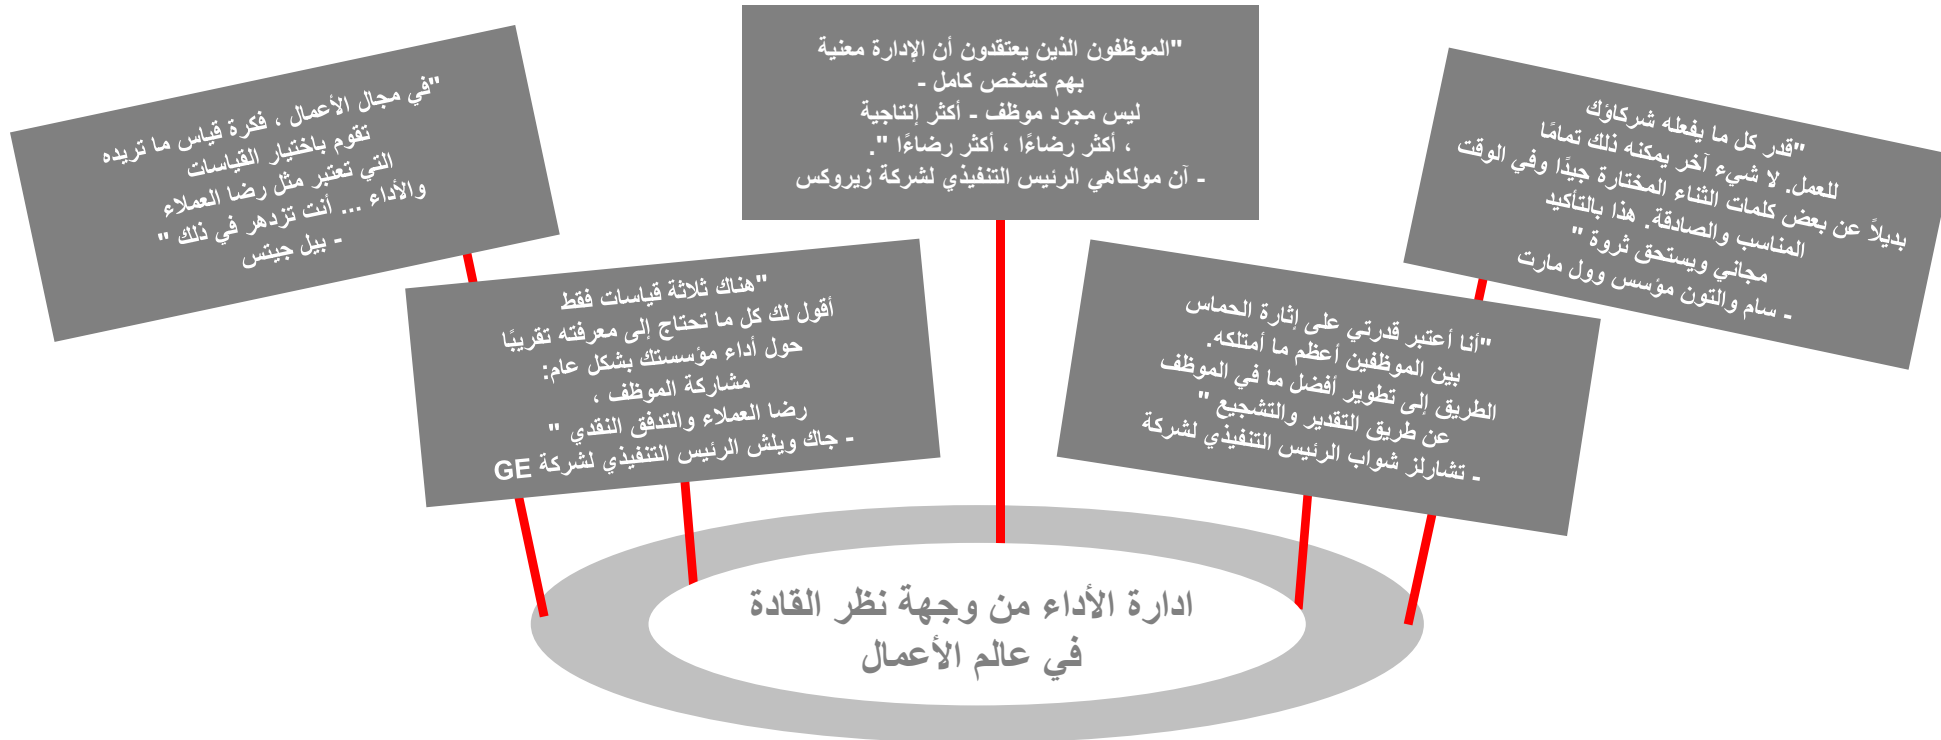 "الموظفون الذين يعتقدون أن الإدارة معنية
بهم كشخص كامل -
ليس مجرد موظف - أكثر إنتاجية
، أكثر رضاءًا ، أكثر رضاءًا ".
- آن مولكاهي الرئيس التنفيذي لشركة زيروكس
"قدر كل ما يفعله شركاؤك
للعمل. لا شيء آخر يمكنه ذلك تمامًا
بديلاً عن بعض كلمات الثناء المختارة جيدًا وفي الوقت
المناسب والصادقة. هذا بالتأكيد
مجاني ويستحق ثروة "
- سام والتون مؤسس وول مارت
"في مجال الأعمال ، فكرة قياس ما تريده
تقوم باختيار القياسات
التي تعتبر مثل رضا العملاء
والأداء ... أنت تزدهر في ذلك "
- بيل جيتس
"أنا أعتبر قدرتي على إثارة الحماس
بين الموظفين أعظم ما أمتلكه.
الطريق إلى تطوير أفضل ما في الموظف
عن طريق التقدير والتشجيع "
- تشارلز شواب الرئيس التنفيذي لشركة
"هناك ثلاثة قياسات فقط
أقول لك كل ما تحتاج إلى معرفته تقريبًا
حول أداء مؤسستك بشكل عام:
مشاركة الموظف ،
رضا العملاء والتدفق النقدي "
- جاك ويلش الرئيس التنفيذي لشركة GE
ادارة الأداء من وجهة نظر القادة
في عالم الأعمال